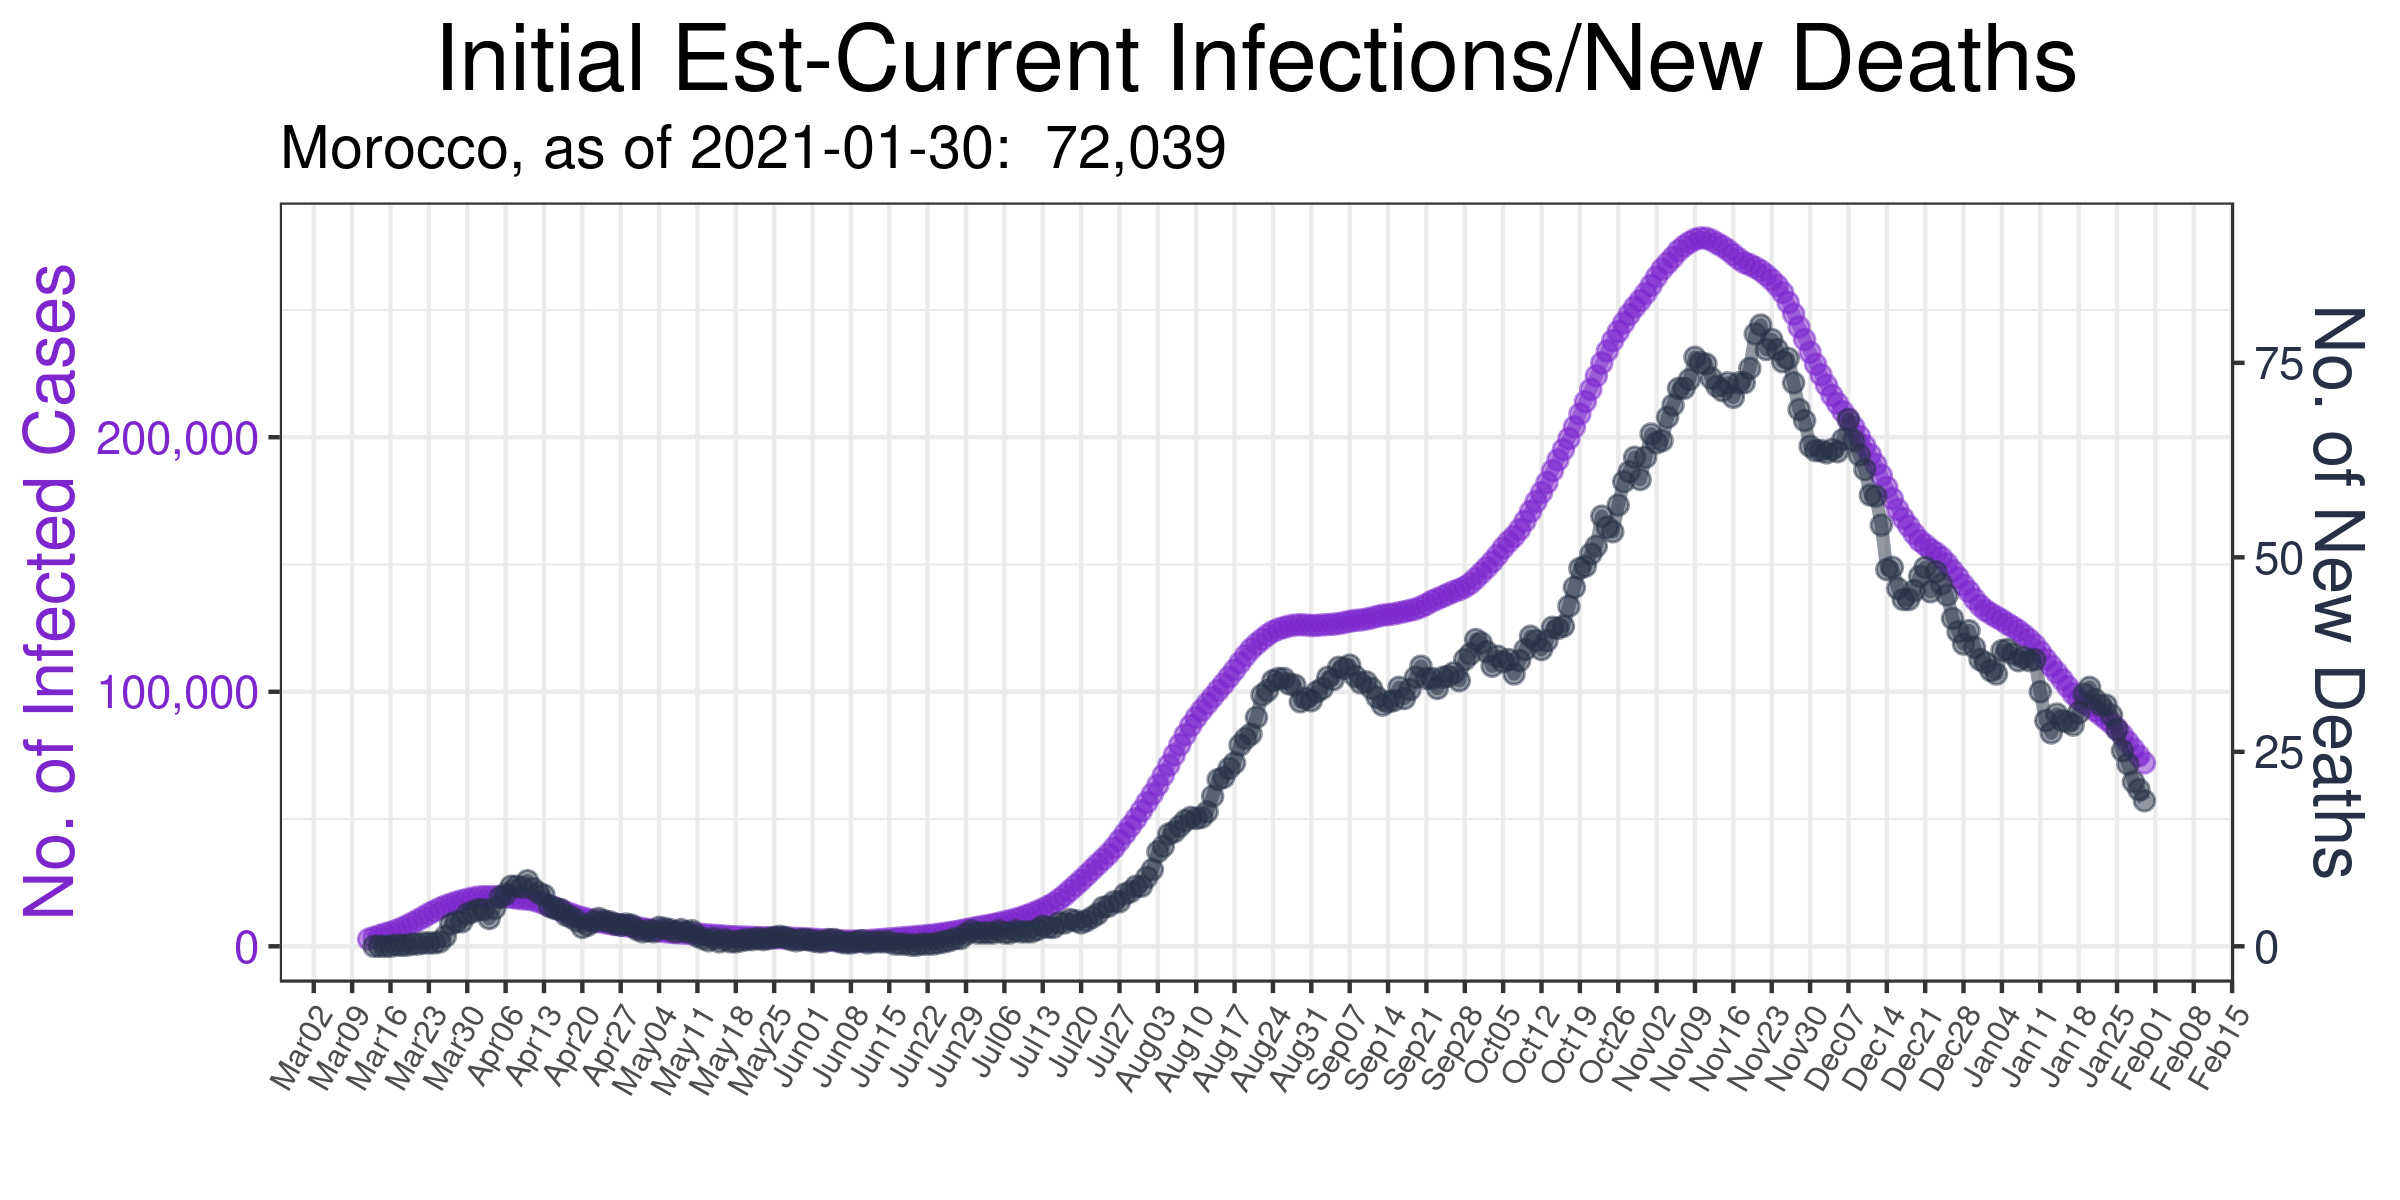 Initial Est-Current Infections/New Deaths
Morocco, as of 2021-01-30:  72,039
No. of Infected Cases
200,000
100,000
0
75
50
25
0
No. of New Deaths
Mar02
Mar09
Mar16
Mar23
Mar30
Apr06
Apr13
Apr20
Apr27
May04
May11
May18
May25
Jun01
Jun08
Jun15
Jun22
Jun29
Jul06
Jul13
Jul20
Jul27
Aug03
Aug10
Aug17
Aug24
Aug31
Sep07
Sep14
Sep21
Sep28
Oct05
Oct12
Oct19
Oct26
Nov02
Nov09
Nov16
Nov23
Nov30
Dec07
Dec14
Dec21
Dec28
Dec04
Jan11
Jan18
Jan25
Feb01
Feb08
Feb15